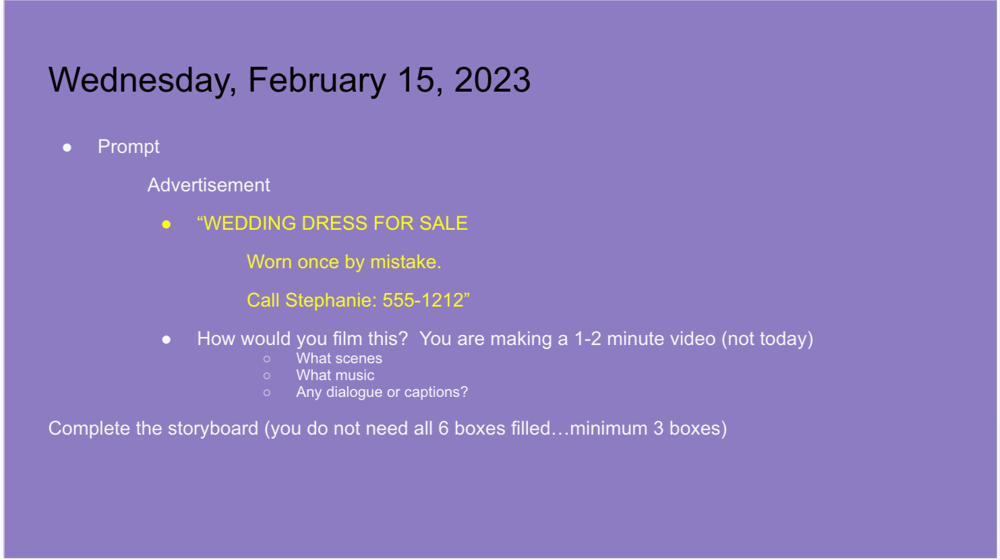 Wednesday, February 15, 2023
● Prompt
Advertisement
● “WEDDING DRESS FOR SALE
Worn once by mistake.
Call Stephanie: 555-1212”
● How would you film this?  You are making a 1-2 minute video (not today)
○ What scenes
○ What music
○ Any dialogue or captions?
Complete the storyboard (you do not need all 6 boxes filled…minimum 3 boxes)